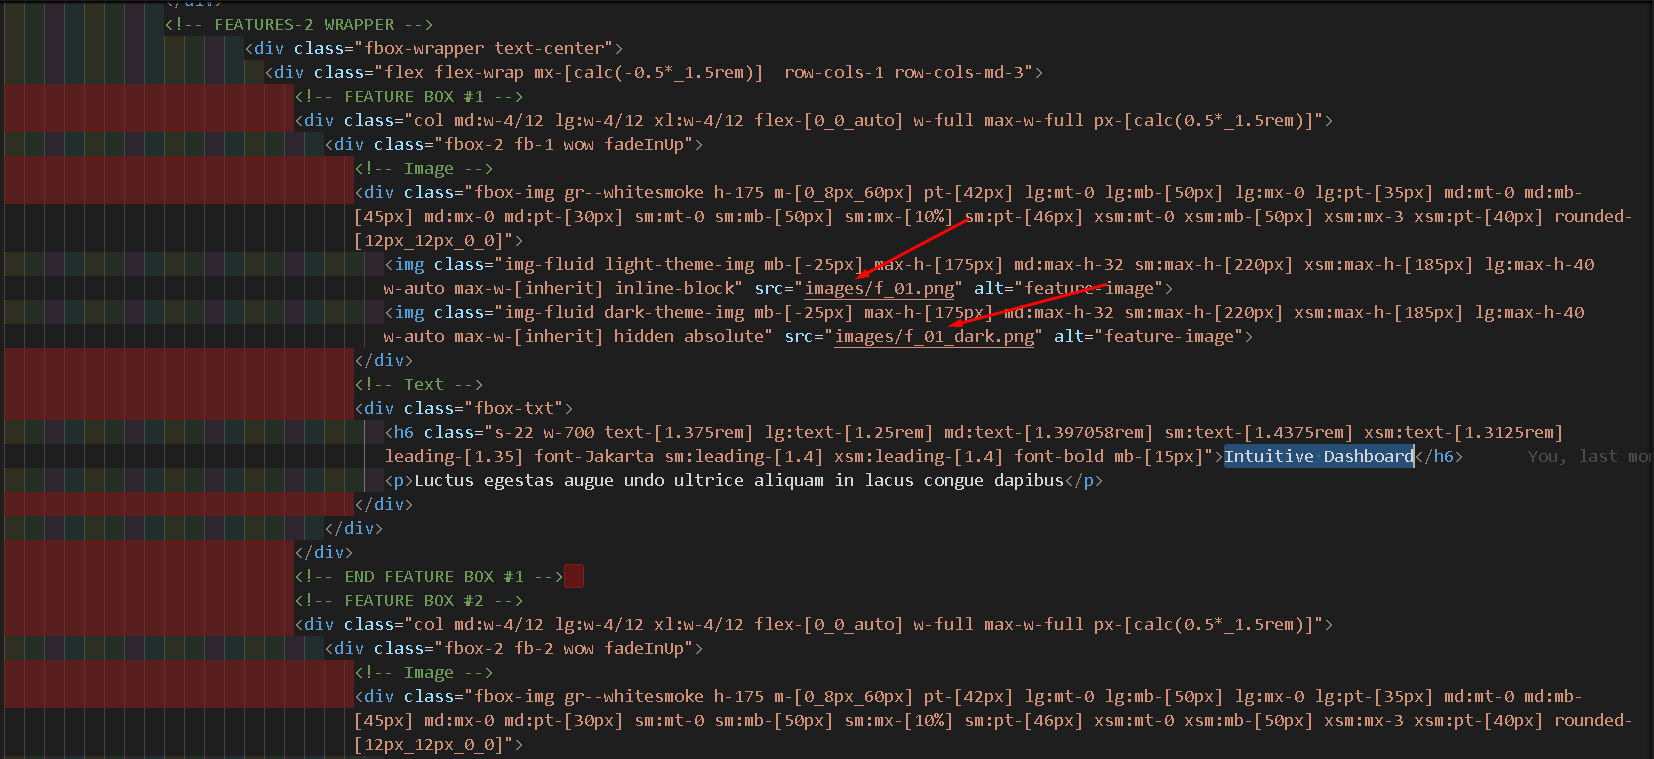 </div>
<!-- FEATURES-2 WRAPPER -->
<div class="fbox-wrapper text-center">
<div class="flex flex-wrap mx-[calc(-0.5*_1.5rem)]  row-cols-1 row-cols-md-3">
<!-- FEATURE BOX #1 -->
<div class="col md:w-4/12 lg:w-4/12 xl:w-4/12 flex-[0_0_auto] w-full max-w-full px-[calc(0.5*_1.5rem)]">
<div class="fbox-2 fb-1 wow fadeInUp">
<!-- Image -->
<div class="fbox-img gr--whitesmoke h-175 m-[0_8px_60px] pt-[42px] lg:mt-0 lg:mb-[50px] lg:mx-0 lg:pt-[35px] md:mt-0 md:mb-
[45px] md:mx-0 md:pt-[30px] sm:mt-0 sm:mb-[50px] sm:mx-[10%] sm:pt-[46px] xsm:mt-0 xsm:mb-[50px] xsm:mx-3 xsm:pt-[40px] rounded-
[12px_12px_0_0]">
<img class="img-fluid light-theme-img mb-[-25px] max-h-[175px] md:max-h-32 sm:max-h-[220px] xsm:max-h-[185px] lg:max-h-40
w-auto max-w-[inherit] inline-block" src="images/f_01.png" alt="feature-image">
<img class="img-fluid dark-theme-img mb-[-25px] max-h-[175px] md:max-h-32 sm:max-h-[220px] xsm:max-h-[185px] lg:max-h-40
w-auto max-w-[inherit] hidden absolute" src="images/f_01_dark.png" alt="feature-image">
</div>
<!-- Text -->
<div class="fbox-txt">
<h6 class="s-22 w-700 text-[1.375rem] lg:text-[1.25rem] md:text-[1.397058rem] sm:text-[1.4375rem] xsm:text-[1.3125rem]
leading-[1.35] font-Jakarta sm:leading-[1.4] xsm:leading-[1.4] font-bold mb-[15px]">Intuitive Dashboard</h6> You, last mo
<p>Luctus egestas augue undo ultrice aliquam in lacus congue dapibus</p>
</div>
</div>
</div>
<!-- END FEATURE BOX #1 -->
<!-- FEATURE BOX #2 -->
<div class="col md:w-4/12 lg:w-4/12 xl:w-4/12 flex-[0_0_auto] w-full max-w-full px-[calc(0.5*_1.5rem)]">
<div class="fbox-2 fb-2 wow fadeInUp">
<!-- Image -->
<div class="fbox-img gr--whitesmoke h-175 m-[0_8px_60px] pt-[42px] lg:mt-0 lg:mb-[50px] lg:mx-0 lg:pt-[35px] md:mt-0 md:mb-
[45px] md:mx-0 md:pt-[30px] sm:mt-0 sm:mb-[50px] sm:mx-[10%] sm:pt-[46px] xsm:mt-0 xsm:mb-[50px] xsm:mx-3 xsm:pt-[40px] rounded-
[12px_12px_0_0]">